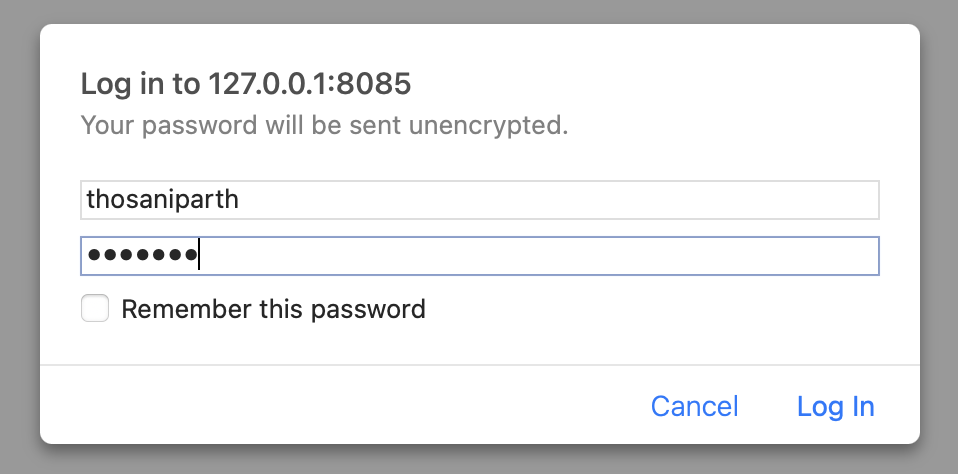 Log in to 127.0.0.1:8085
Your password will be sent unencrypted.
thosaniparth
•••••••
Remember this password
Cancel Log In